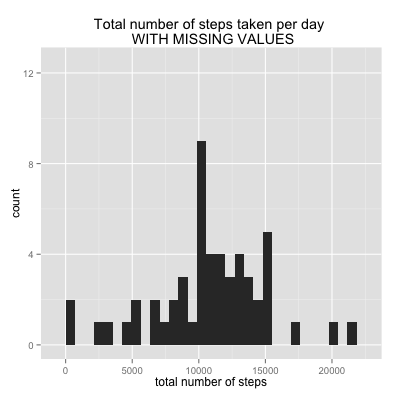 Total number of steps taken per day
WITH MISSING VALUES
12
8
4
0
count
0 5000 10000 15000 20000
total number of steps